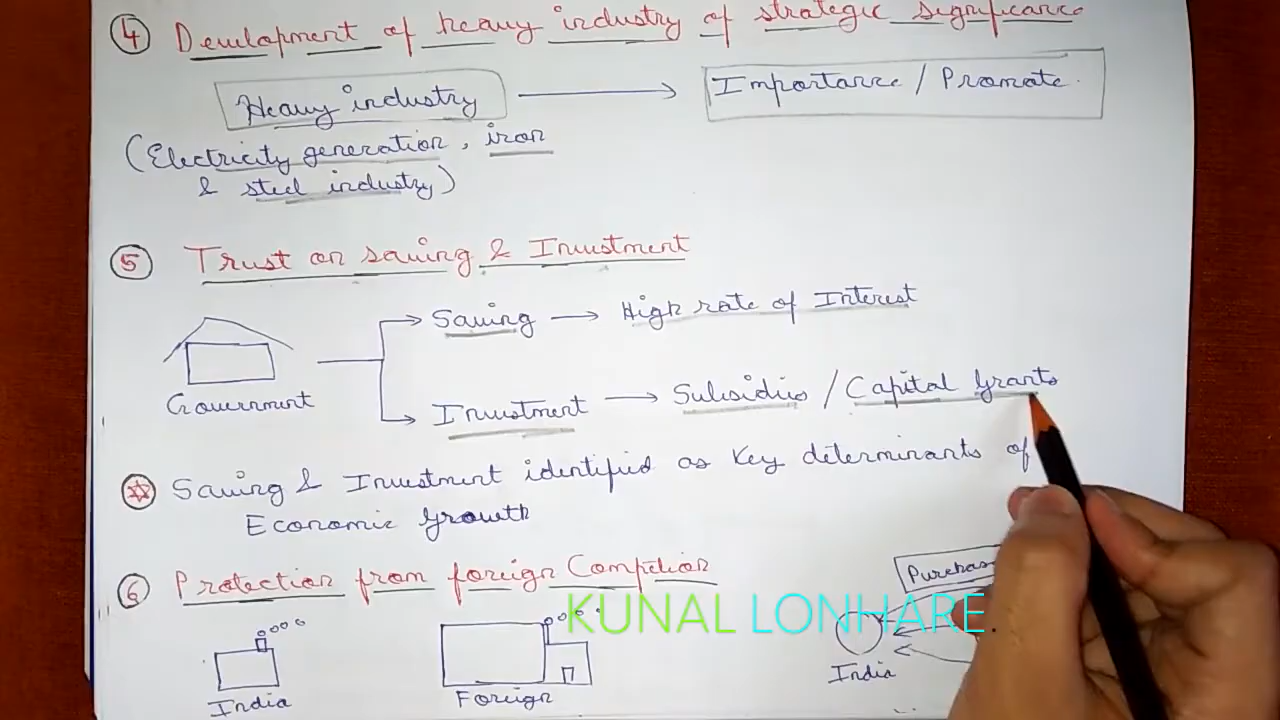 ④ Development of heavy industry of strategic significance
Heavy industry → Importance / Promote.
(Electricity generation, iron
& steel industry)
⑤ Trust on saving & Investment
Saving → High rate of Interest
Government
Investment → Subsidies / Capital Grants
Saving & Investment identified as Key determinants of
Economic Growth
⑥ Protection from foreign Compition
Purchas
KUNAL LONHARE
India
Foreign
India